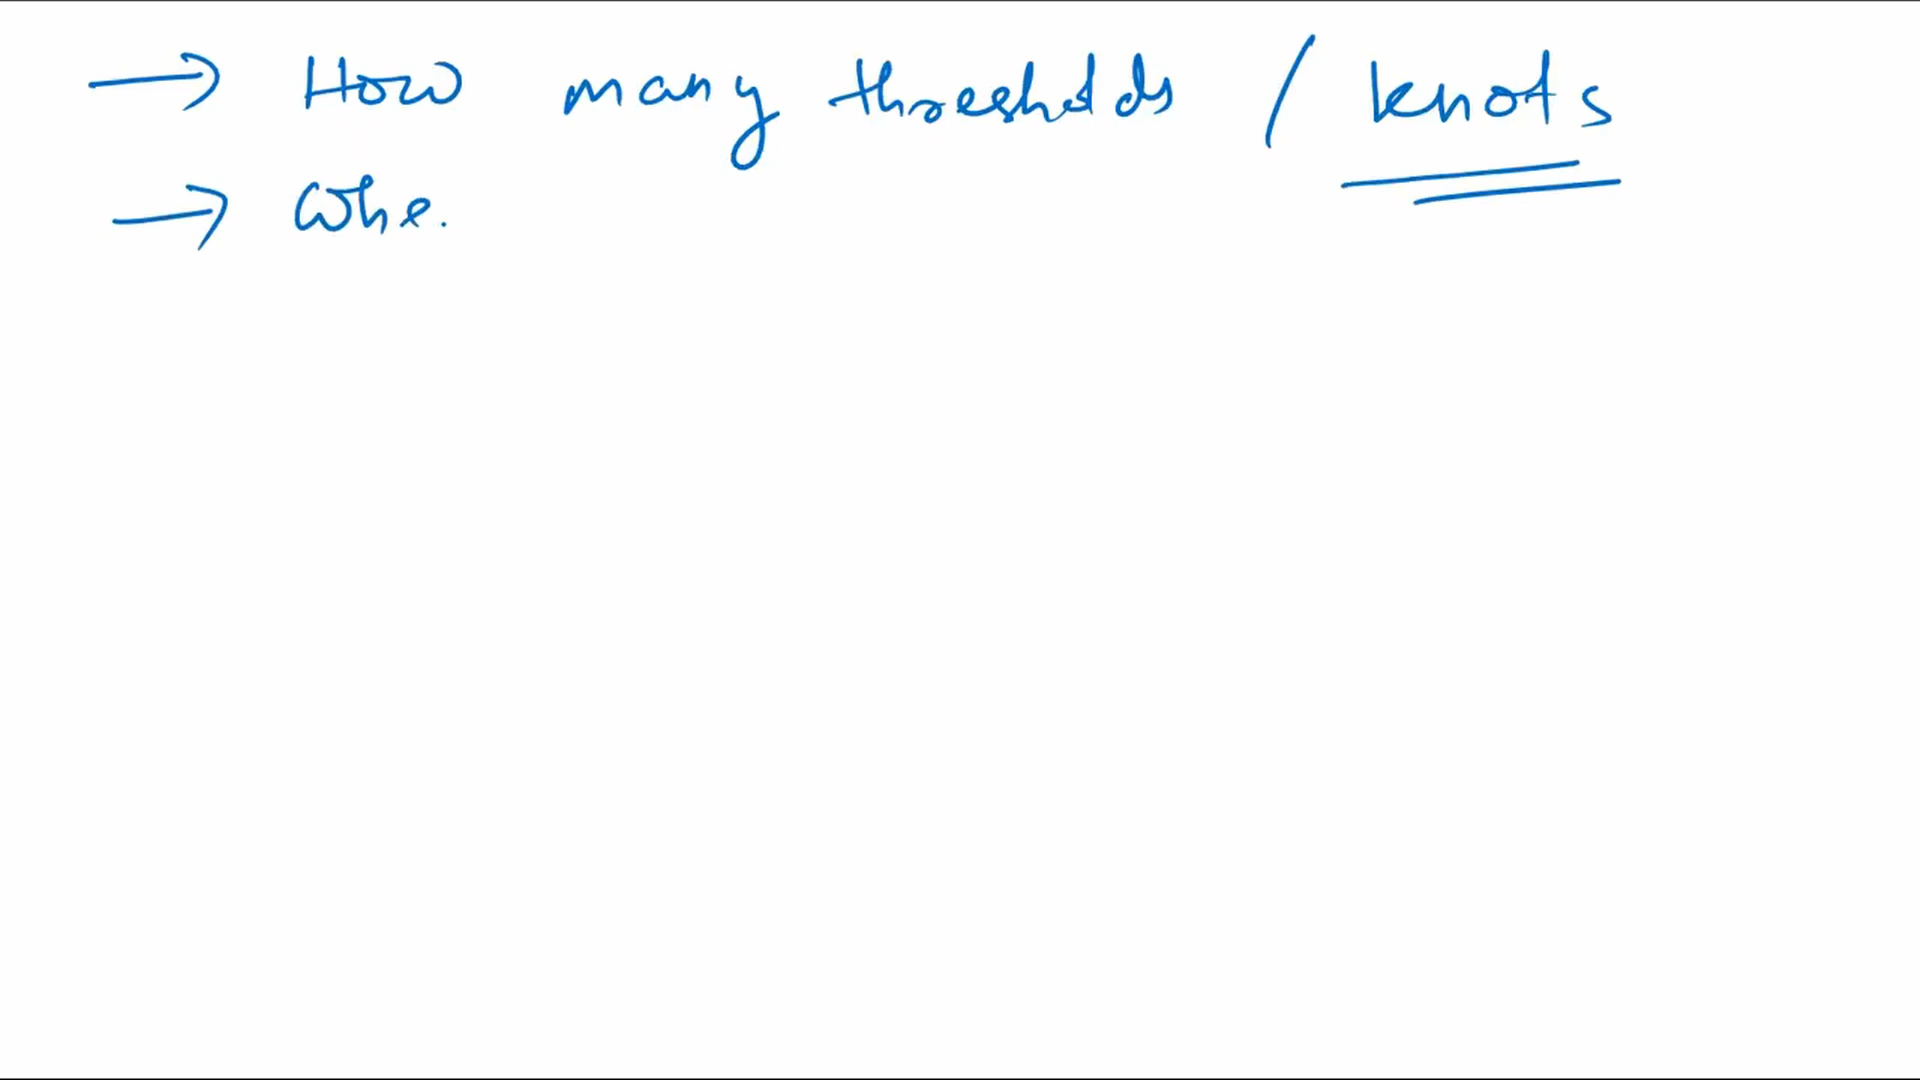 → How many thresholds / knots
→ Whe.